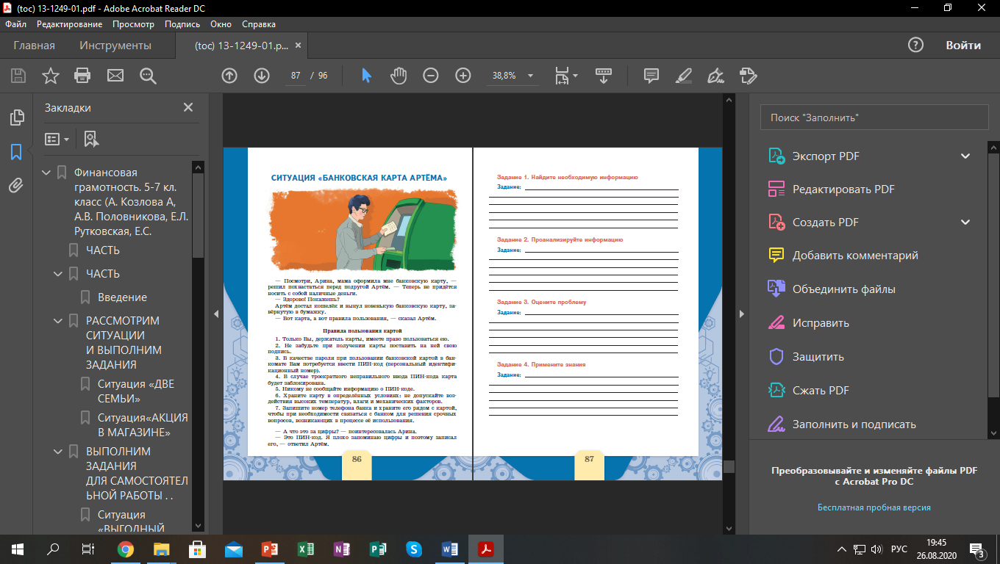 (toc) 13-1249-01.pdf - Adobe Acrobat Reader DC
Файл Редактирование Просмотр Подпись Окно Справка
Главная Инструменты (toc) 13-1249-01.p... × Войти
87 / 96 38,8%
Закладки
Финансовая
грамотность. 5-7 кл.
класс (А. Козлова А,
А.В. Половникова, Е.Л.
Рутковская, Е.С.
ЧАСТЬ
ЧАСТЬ
Введение
РАССМОТРИМ
СИТУАЦИИ
И ВЫПОЛНИМ
ЗАДАНИЯ
Ситуация «ДВЕ
СЕМЬИ»
Ситуация«АКЦИЯ
В МАГАЗИНЕ»
ВЫПОЛНИМ
ЗАДАНИЯ
ДЛЯ САМОСТОЯТЕЛ
ЬНОЙ РАБОТЫ . .
Ситуация
«ВЫГОДНЫЙ
СИТУАЦИЯ «БАНКОВСКАЯ КАРТА АРТЁМА»
— Посмотри, Арина, мама оформила мне банковскую карту, —
решил похвастаться перед подругой Артём. — Теперь не придётся
носить с собой наличные деньги.
— Здорово! Покажешь?
Артём достал кошелёк и вынул новенькую банковскую карту, за-
вёрнутую в бумажку.
— Вот карта, а вот правила пользования, — сказал Артём.
Правила пользования картой
1. Только Вы, держатель карты, имеете право пользоваться ею.
2. Не забудьте при получении карты поставить на ней свою
подпись.
3. В качестве пароля при пользовании банковской картой в бан-
комате Вам потребуется ввести ПИН-код (персональный идентифи-
кационный номер).
4. В случае троекратного неправильного ввода ПИН-кода карта
будет заблокирована.
5. Никому не сообщайте информацию о ПИН-коде.
6. Храните карту в определённых условиях: не допускайте воз-
действия высоких температур, влаги и механических факторов.
7. Запишите номер телефона банка и храните его рядом с картой,
чтобы при необходимости связаться с банком для решения срочных
вопросов, возникающих в процессе её использования.
— А что это за цифры? — поинтересовалась Арина.
— Это ПИН-код. Я плохо запоминаю цифры и поэтому записал
его, — ответил Артём.
86
Задание 1. Найдите необходимую информацию
Задание:
Задание 2. Проанализируйте информацию
Задание:
Задание 3. Оцените проблему
Задание:
Задание 4. Примените знания
Задание:
87
Поиск "Заполнить"
Экспорт PDF
Редактировать PDF
Создать PDF
Добавить комментарий
Объединить файлы
Исправить
Защитить
Сжать PDF
Заполнить и подписать
Преобразовывайте и изменяйте файлы PDF
с Acrobat Pro DC
Бесплатная пробная версия
РУС
19:45
26.08.2020
3